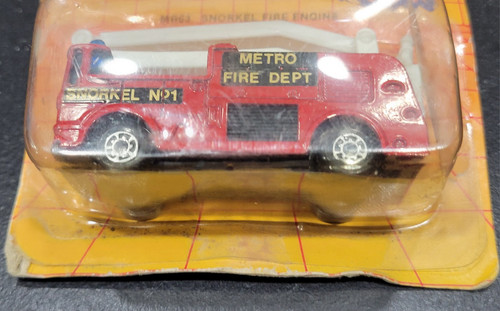 SNORKEL FIRE ENGINE
METRO
FIRE DEPT
SNORKEL Nº1